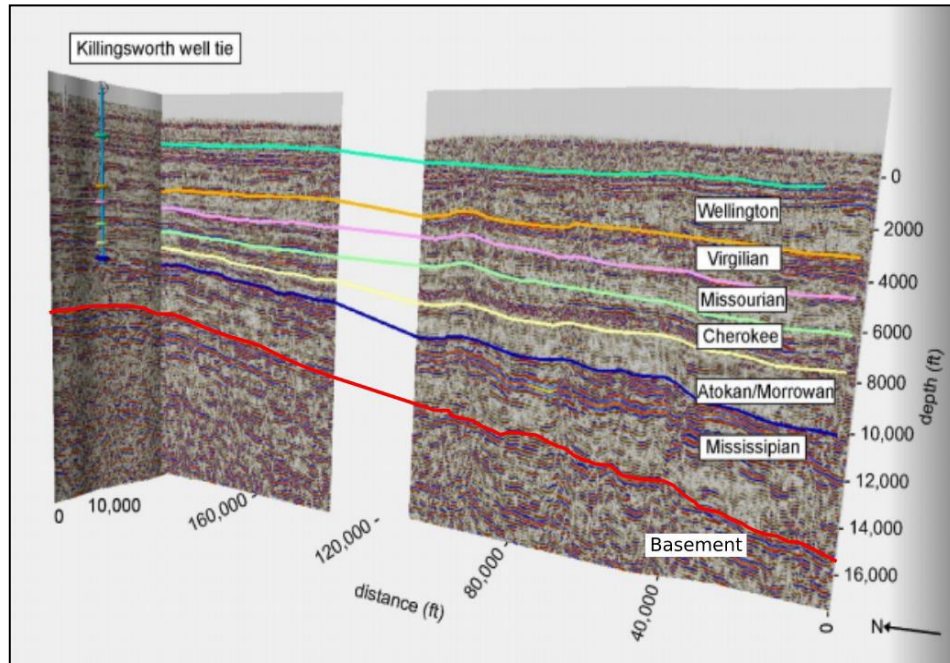 Killingsworth well tie
0
Wellington
2000
Virgilian
4000
Missourian
6000
Cherokee
8000
depth (ft)
Atokan/Morrowan
10,000
Mississipian
12,000
14,000
Basement
16,000
0
10,000
160,000
120,000
80,000
40,000
0
distance (ft)
N